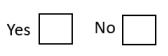 Yes No